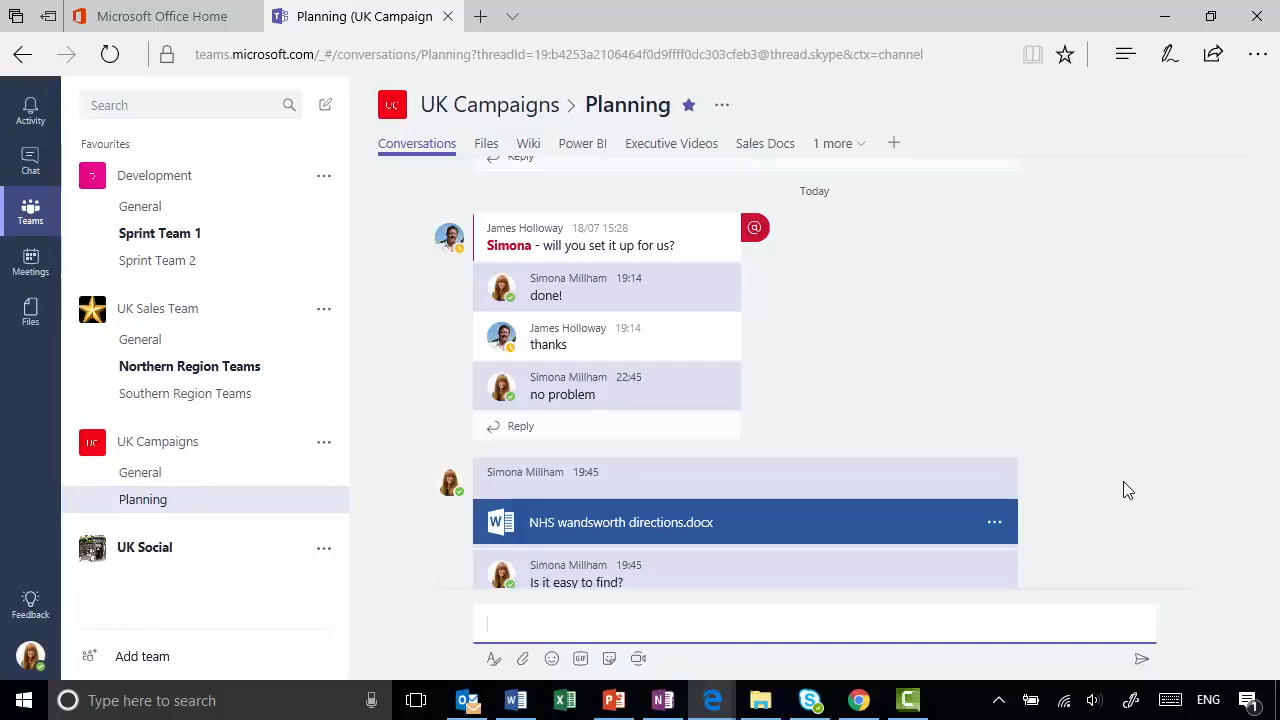 Microsoft Office Home
Planning (UK Campaign
teams.microsoft.com/_#/conversations/Planning?threadId=19:b4253a2106464f0d9ffff0dc303cfeb3@thread.skype&ctx=channel
Activity
Chat
Teams
Meetings
Files
Feedback
Search
Favourites
D
Development
General
Sprint Team 1
Sprint Team 2
UK Sales Team
General
Northern Region Teams
Southern Region Teams
UC
UK Campaigns
General
Planning
UK Social
Add team
UC
UK Campaigns > Planning
Conversations
Files
Wiki
Power BI
Executive Videos
Sales Docs
1 more
Reply
Today
James Holloway 18/07 15:28
Simona - will you set it up for us?
@
Simona Millham 19:14
done!
James Holloway 19:14
thanks
Simona Millham 22:45
no problem
Reply
Simona Millham 19:45
W
NHS wandsworth directions.docx
Simona Millham 19:45
Is it easy to find?
GIF
Type here to search
ENG
1